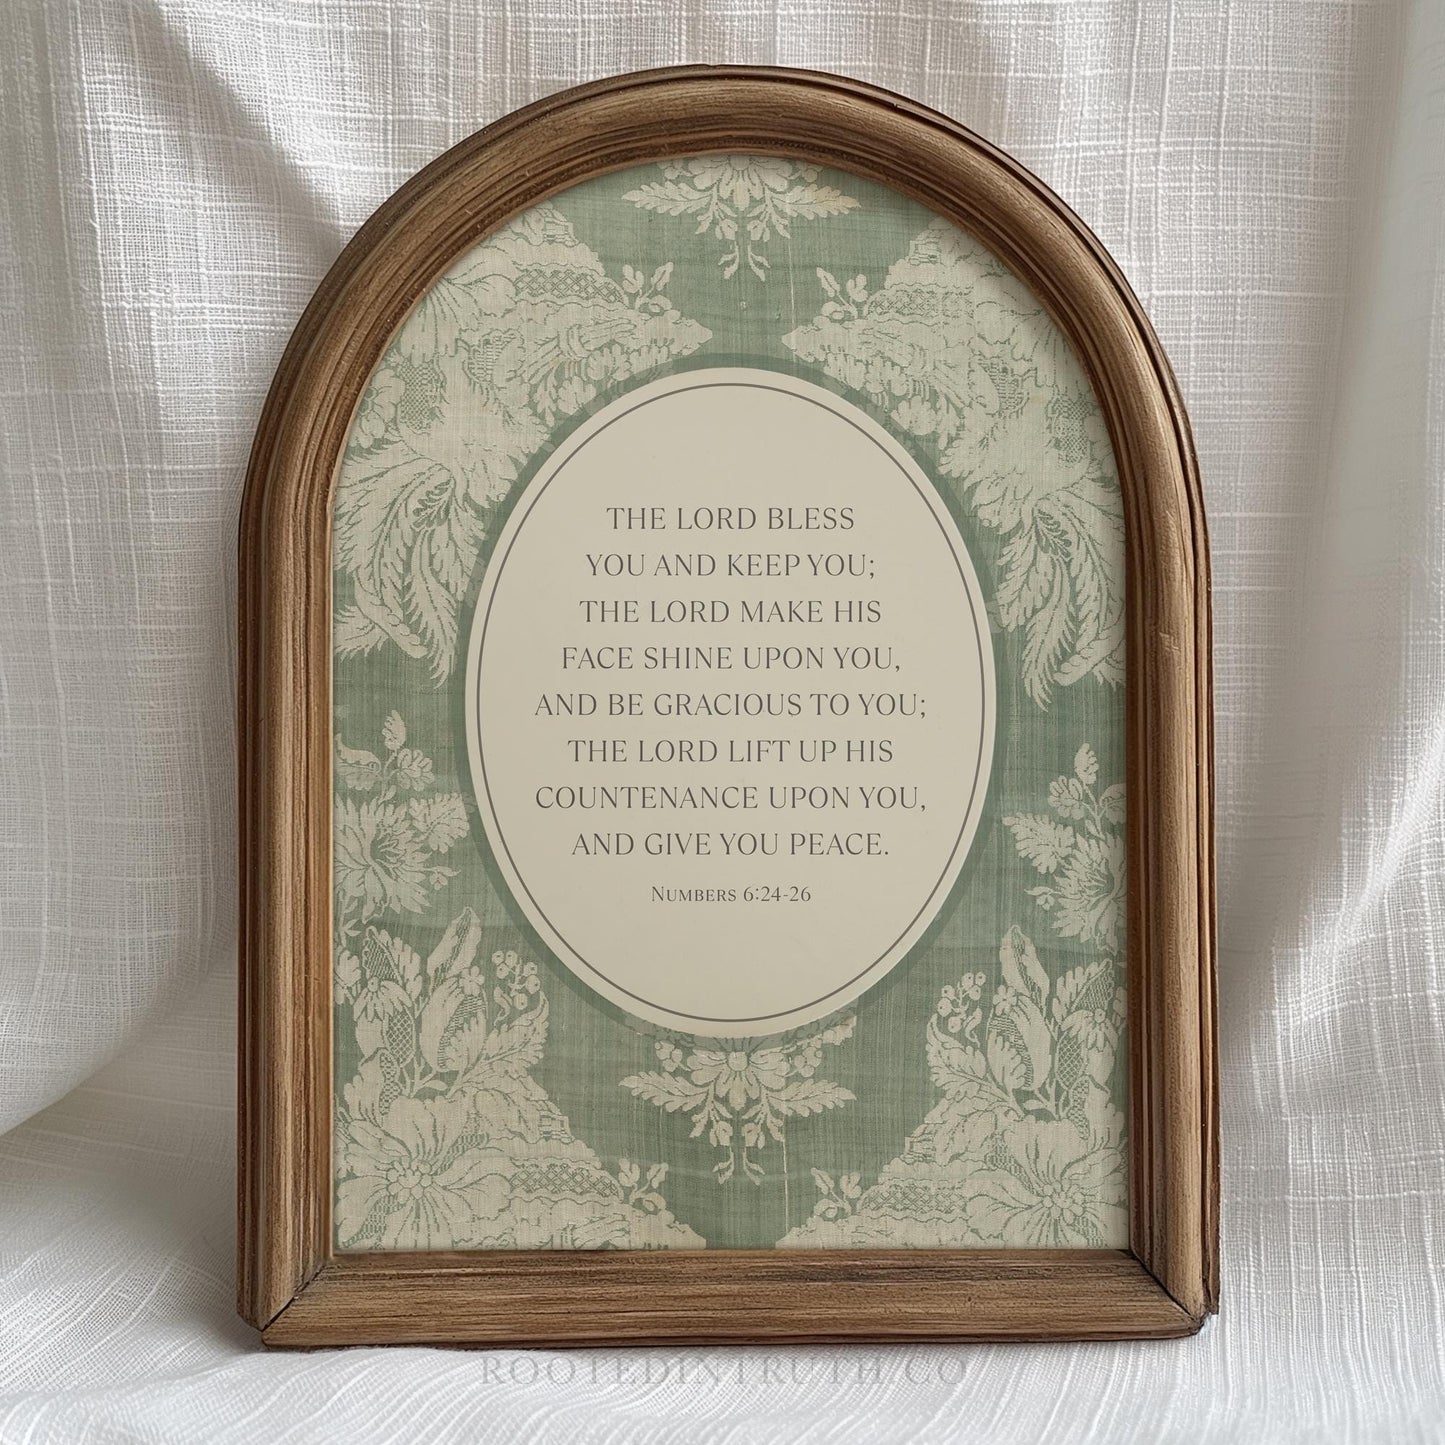 THE LORD BLESS
YOU AND KEEP YOU;
THE LORD MAKE HIS
FACE SHINE UPON YOU,
AND BE GRACIOUS TO YOU;
THE LORD LIFT UP HIS
COUNTENANCE UPON YOU,
AND GIVE YOU PEACE.
Numbers 6:24-26
ROOTEDINTRUTH.CO